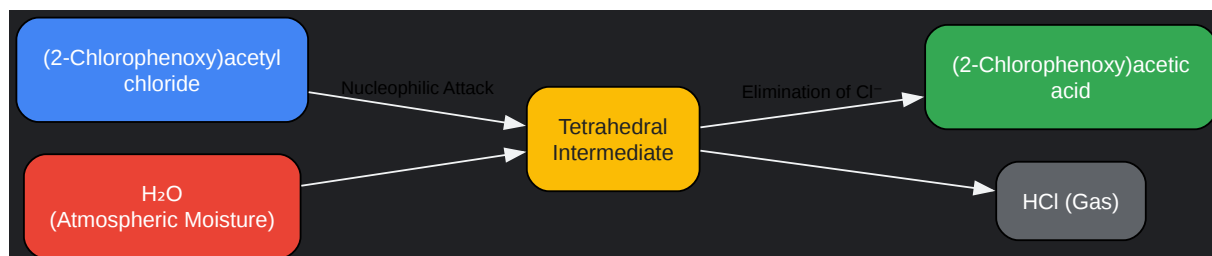 (2-Chlorophenoxy)acetyl
chloride
Nucleophilic Attack
H₂O
(Atmospheric Moisture)
Tetrahedral
Intermediate
Elimination of Cl⁻
(2-Chlorophenoxy)acetic
acid
HCl (Gas)